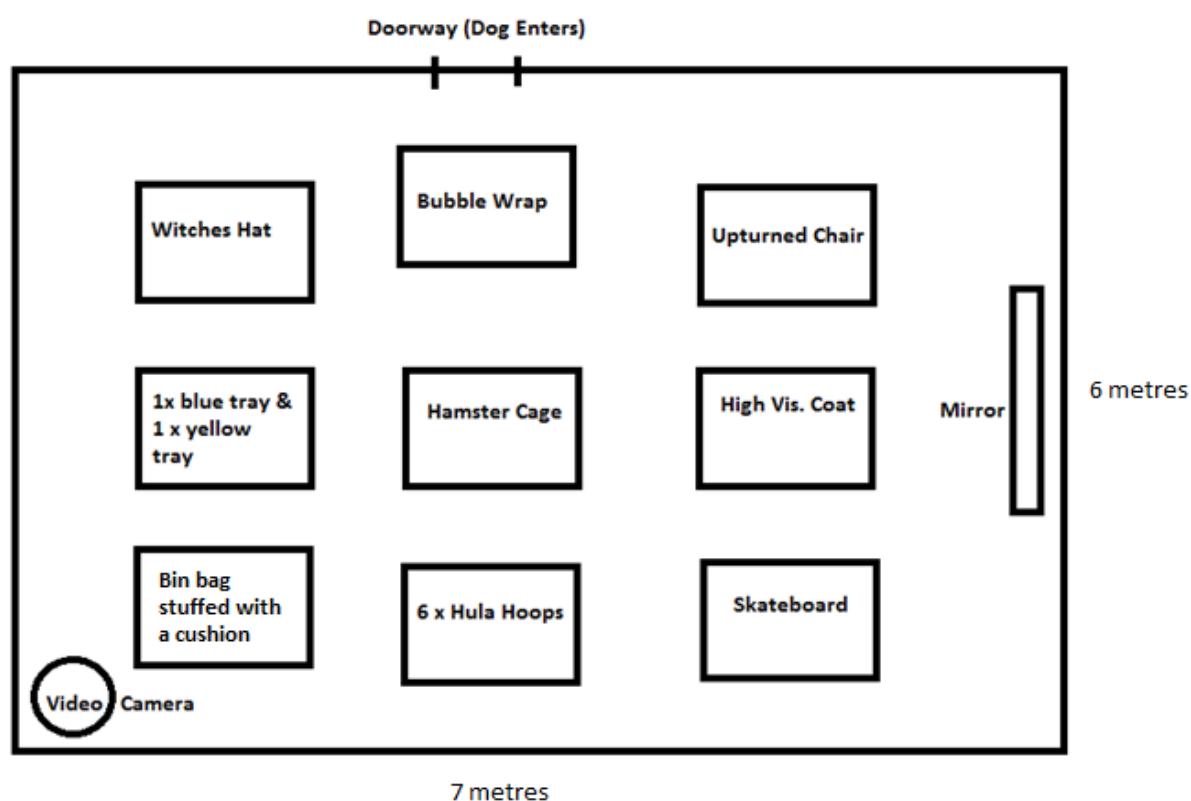 Doorway (Dog Enters)
Bubble Wrap
Witches Hat
Upturned Chair
1x blue tray &
1 x yellow
tray
Hamster Cage
High Vis. Coat
Mirror
6 metres
Bin bag
stuffed with
a cushion
6 x Hula Hoops
Skateboard
Video Camera
7 metres